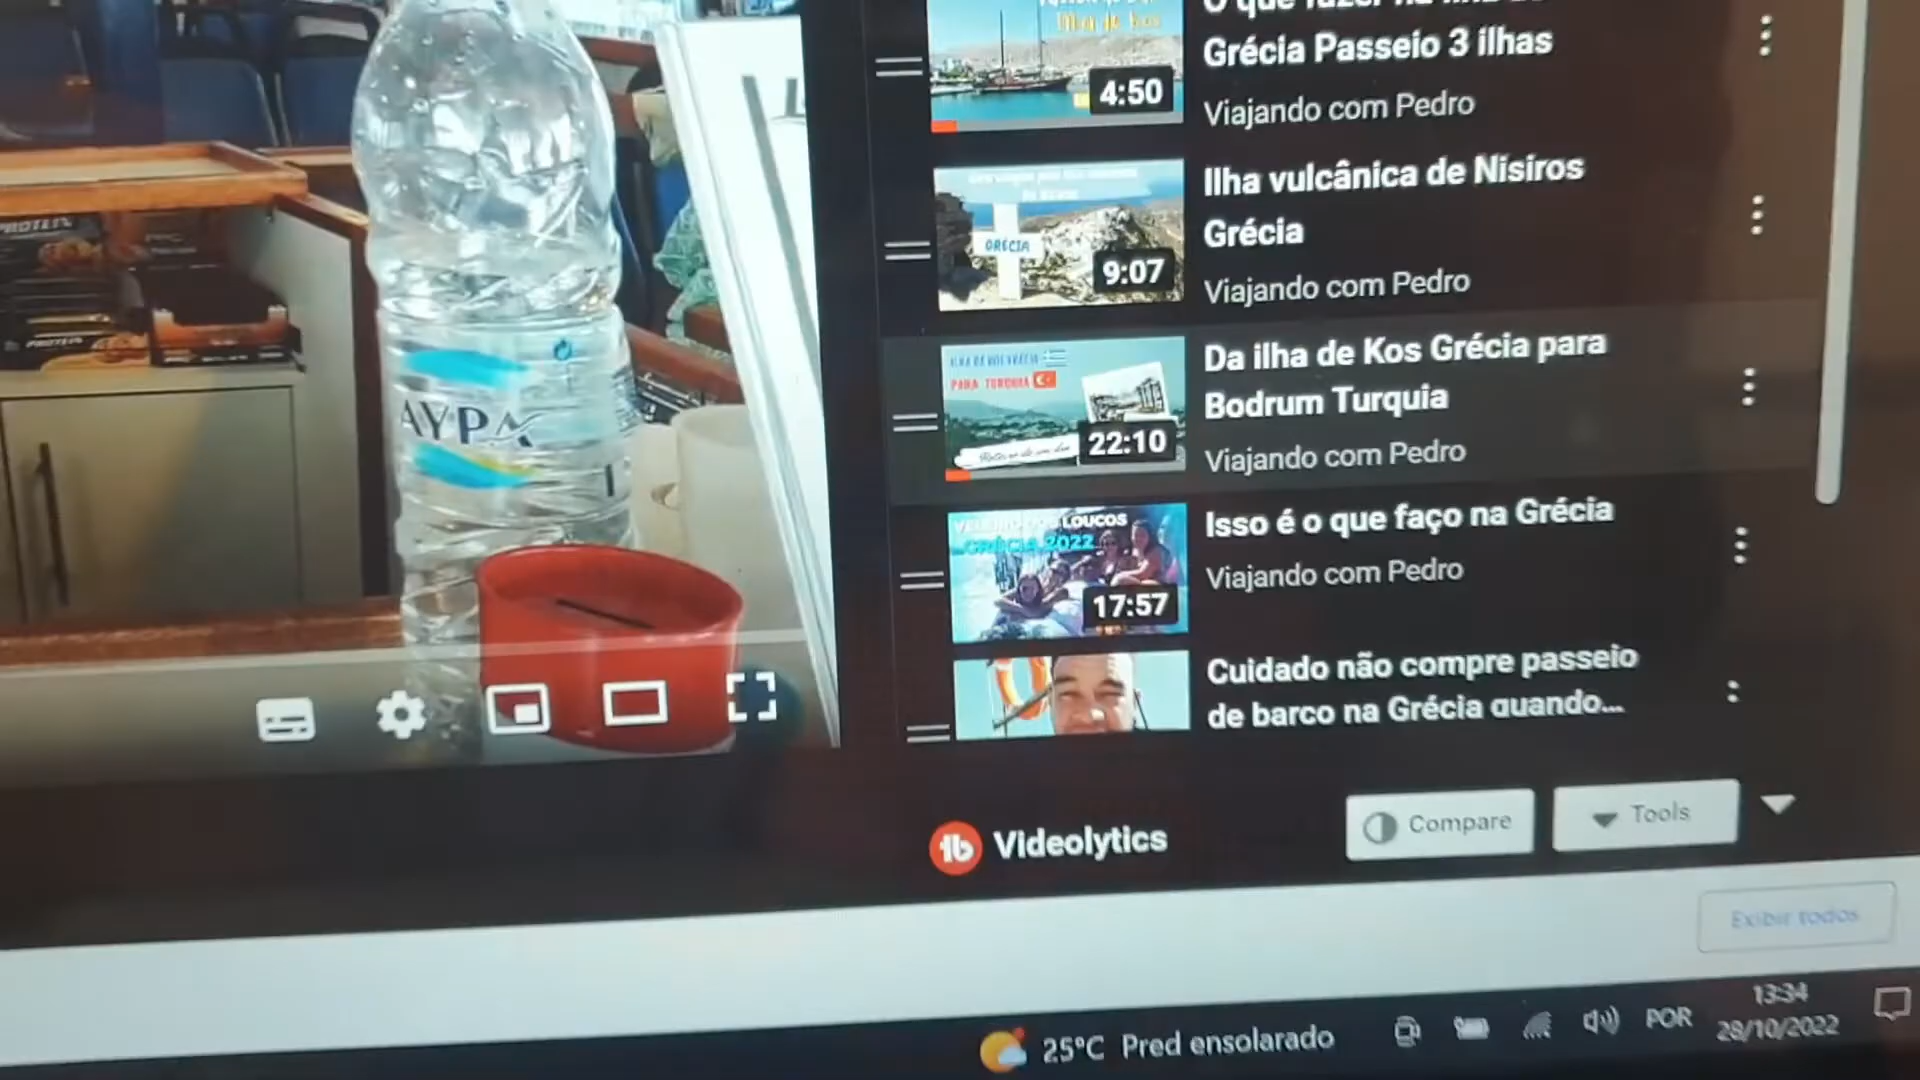 Grécia Passeio 3 ilhas
4:50
Viajando com Pedro
Ilha vulcânica de Nisiros
Grécia
GRÉCIA
9:07
Viajando com Pedro
Da ilha de Kos Grécia para
Bodrum Turquia
PARA TURQUIA
22:10
Viajando com Pedro
Isso é o que faço na Grécia
LOUCOS
GRÉCIA 2022
17:57
Viajando com Pedro
Cuidado não compre passeio
de barco na Grécia quando...
PROTEIN
PROTEIN
ΑΥΡΑ
Videolytics
Compare
Tools
Exibir todos
25°C Pred ensolarado
POR
13:34
28/10/2022